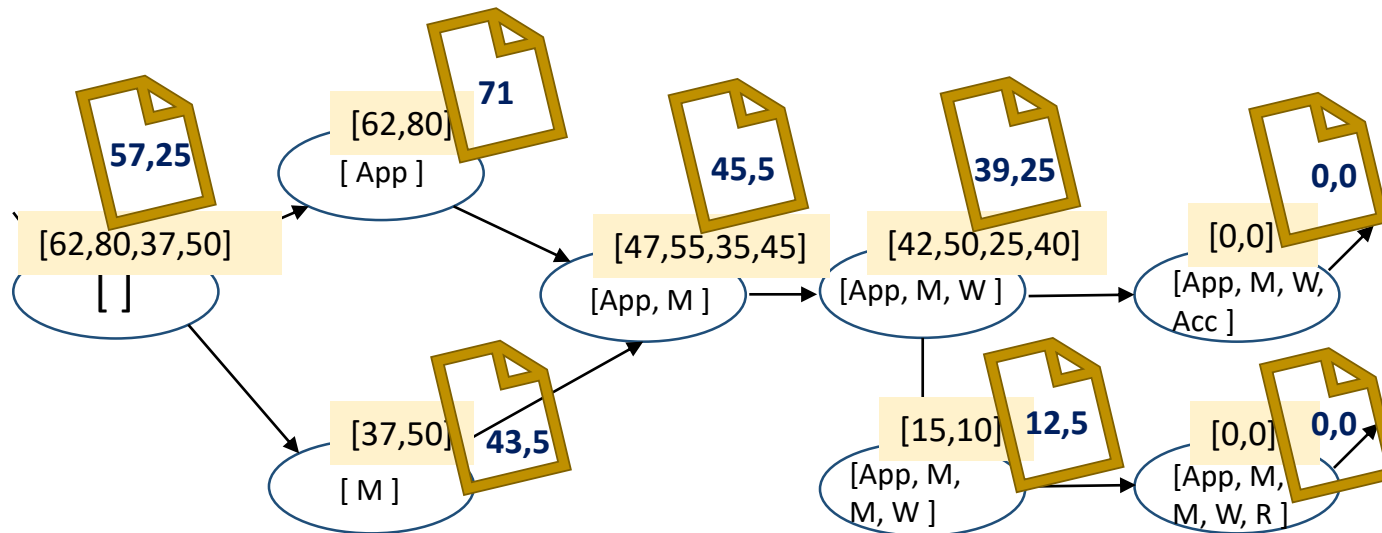 57,25
[62,80,37,50]
[ ]
71
[62,80]
[ App ]
43,5
[37,50]
[ M ]
45,5
[47,55,35,45]
[App, M ]
39,25
[42,50,25,40]
[App, M, W ]
0,0
[0,0]
[App, M, W,
Acc ]
12,5
[15,10]
[App, M,
M, W ]
0,0
[0,0]
[App, M,
M, W, R ]